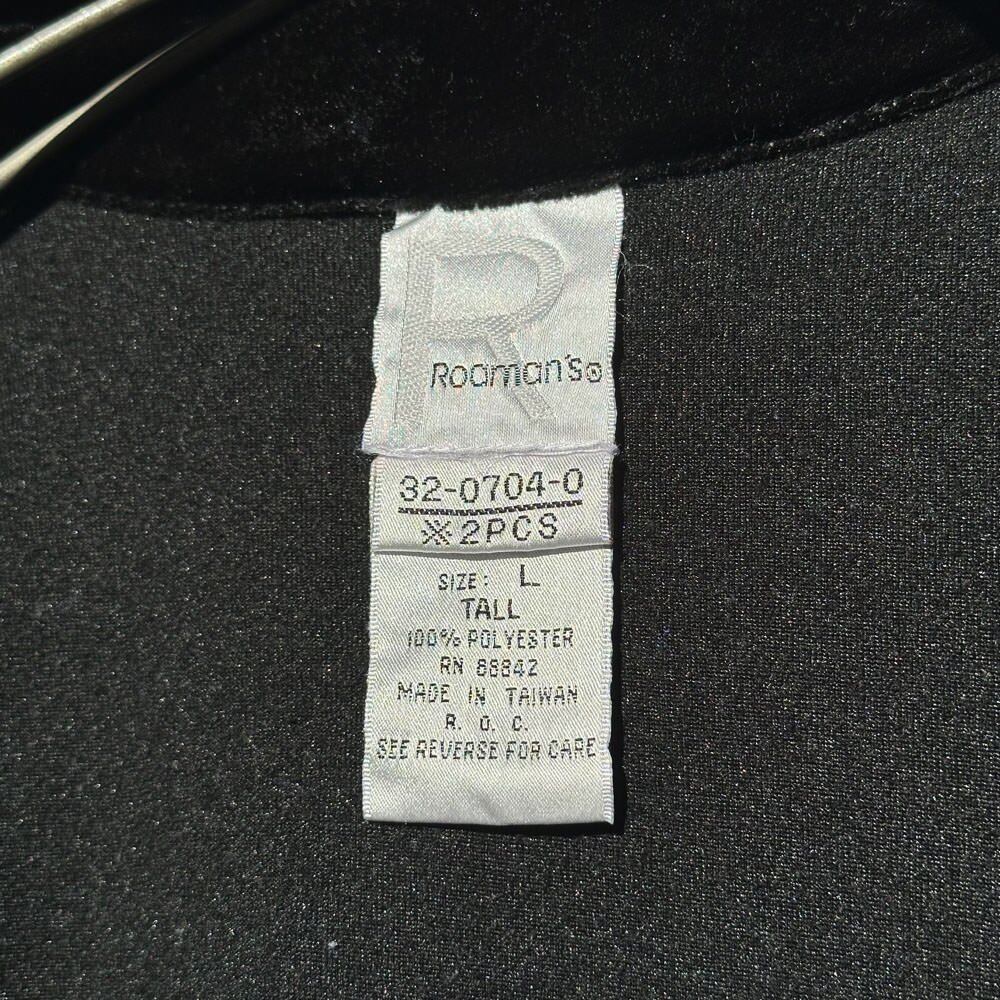 R
Roaman's®
32-0704-0
※2PCS
SIZE: L
TALL
100% POLYESTER
RN 88842
MADE IN TAIWAN
R. O. C.
SEE REVERSE FOR CARE